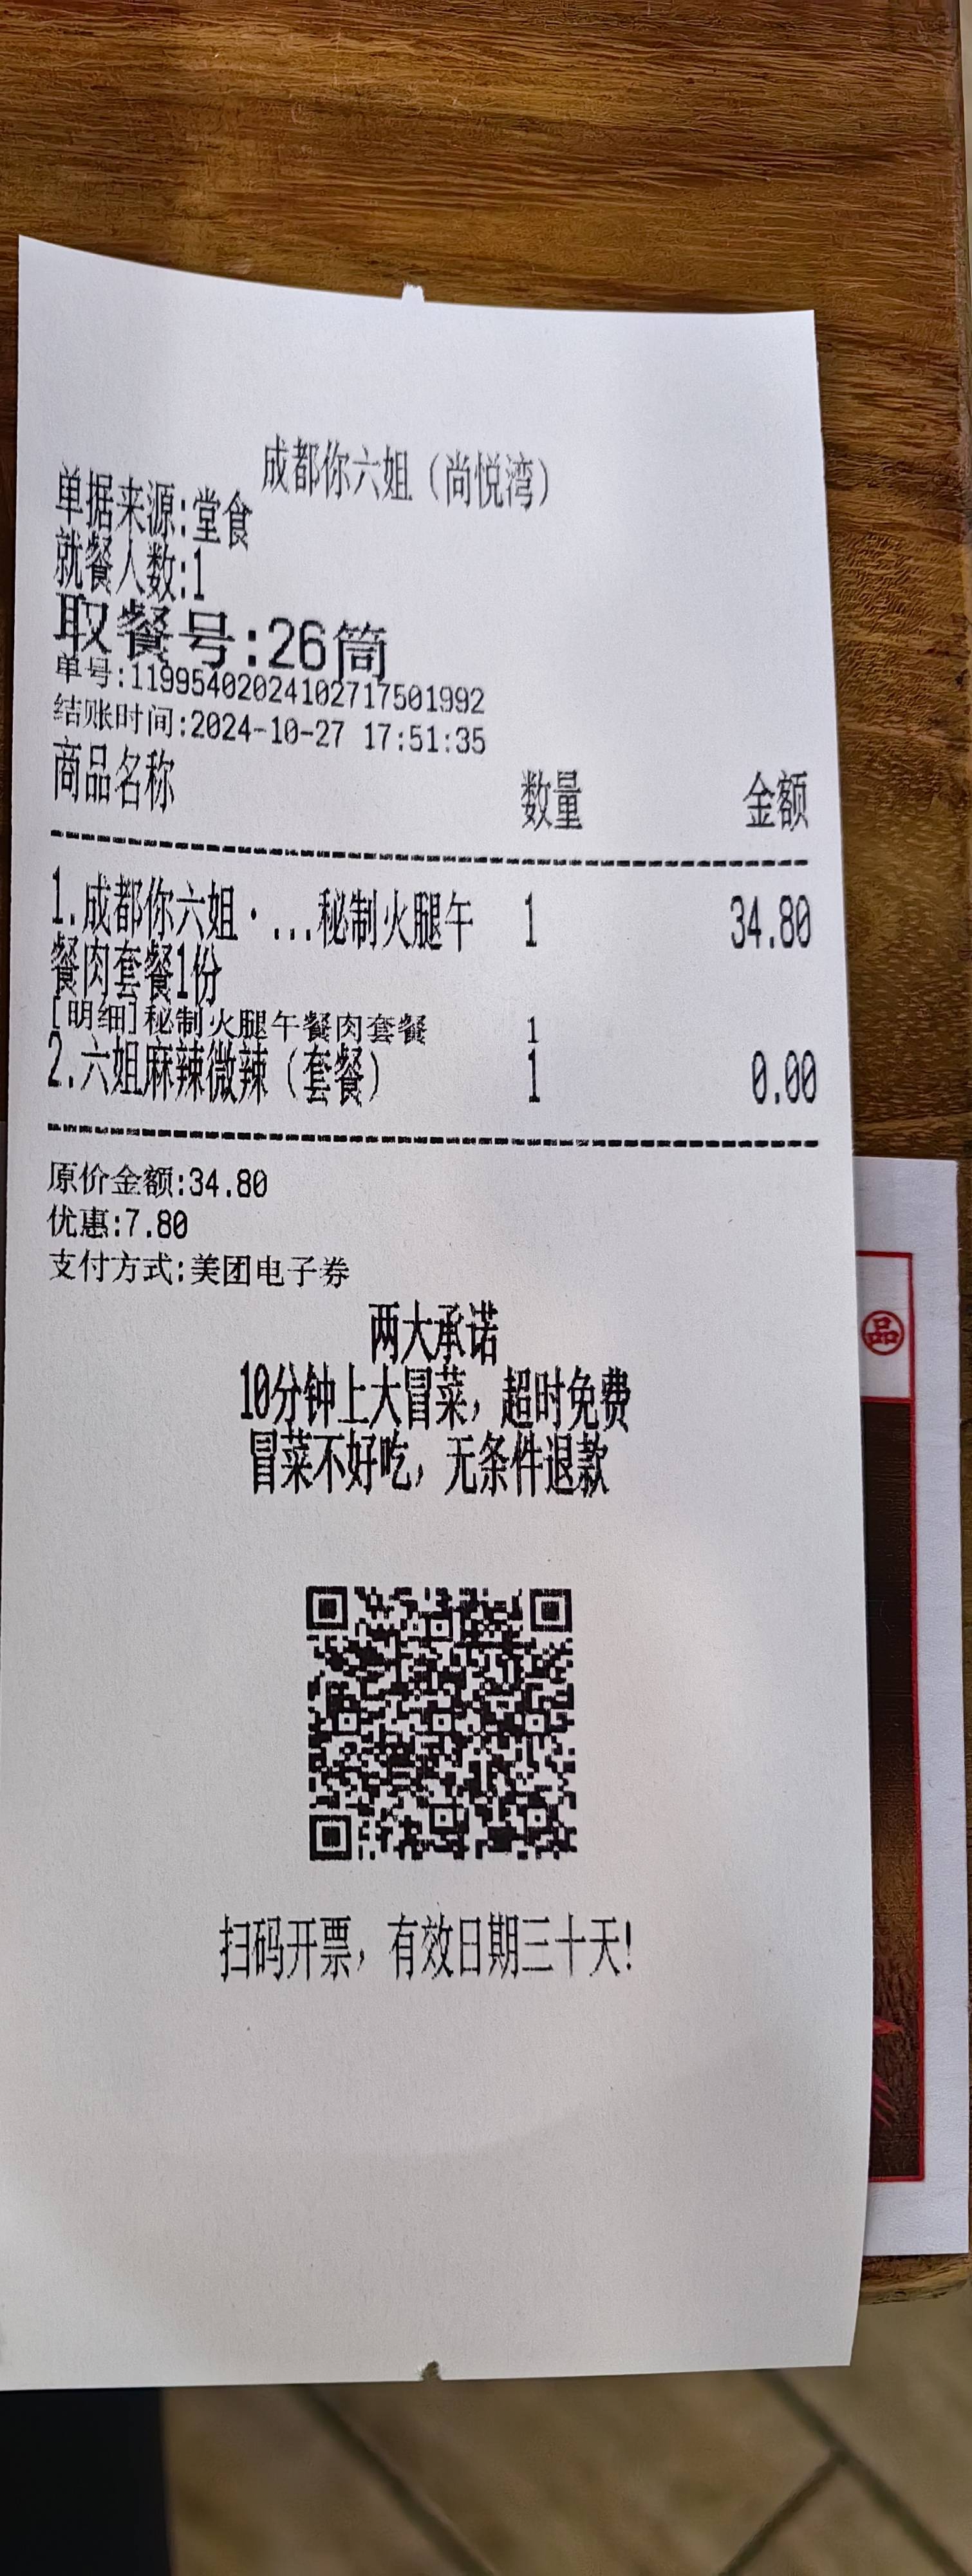 成都你六姐（尚悦湾）
单据来源:堂食
就餐人数:1
取餐号:26筒
单号:11995402024102717501992
结账时间:2024-10-27 17:51:35
商品名称 数量 金额
1.成都你六姐·...秘制火腿午 1 34.80
餐肉套餐1份
[明细]秘制火腿午餐肉套餐 1
2.六姐麻辣微辣（套餐） 1 0.00
原价金额:34.80
优惠:7.80
支付方式:美团电子券
两大承诺
10分钟上大冒菜，超时免费
冒菜不好吃，无条件退款
扫码开票，有效日期三十天!
品